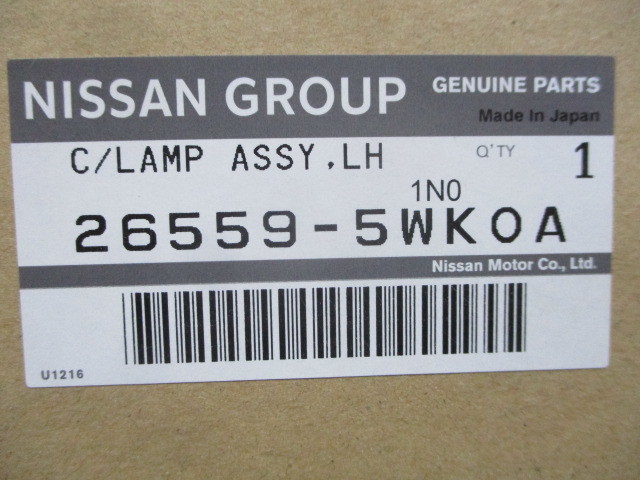 NISSAN GROUP GENUINE PARTS
Made In Japan
C/LAMP ASSY,LH Q'TY 1
1N0
26559-5WK0A
Nissan Motor Co., Ltd.
U1216